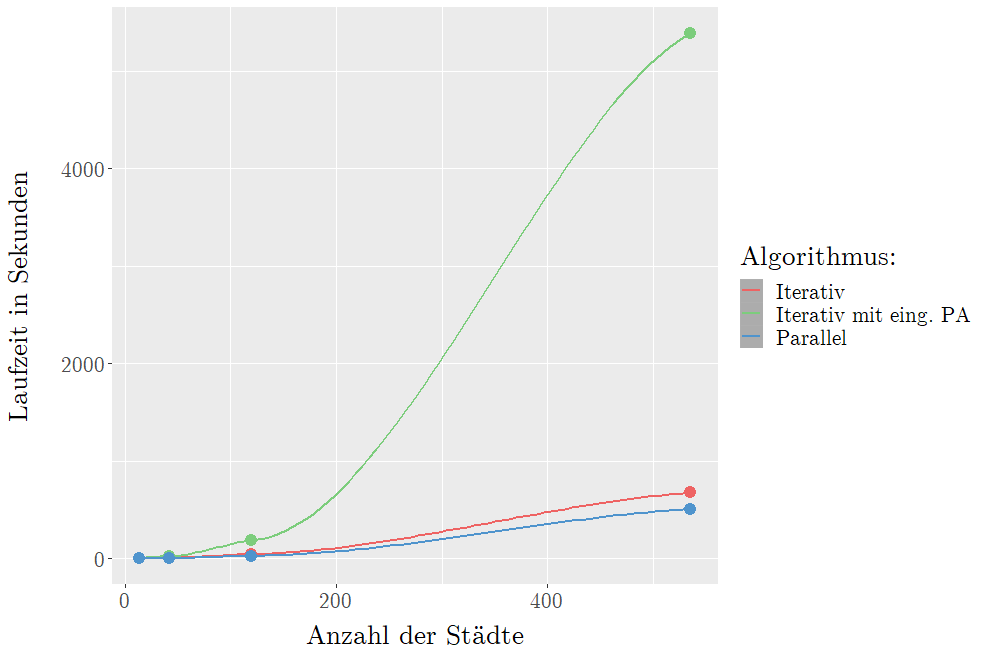 Laufzeit in Sekunden
4000
2000
0
0
200
400
Anzahl der Städte
Algorithmus:
Iterativ
Iterativ mit eing. PA
Parallel